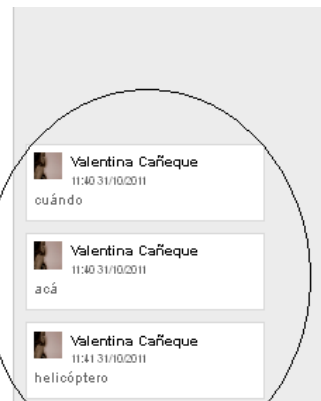 Valentina Cañeque
11:40 31/10/2011
cuándo
Valentina Cañeque
11:40 31/10/2011
acá
Valentina Cañeque
11:41 31/10/2011
helicóptero